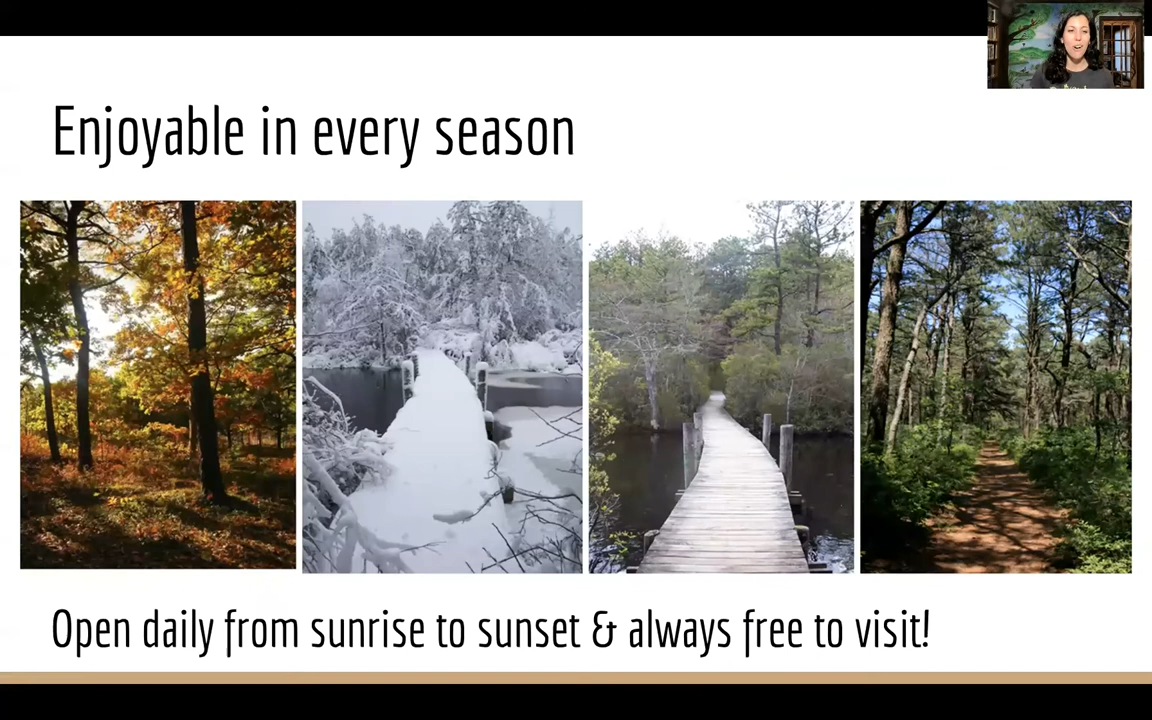 Enjoyable in every season
Open daily from sunrise to sunset & always free to visit!